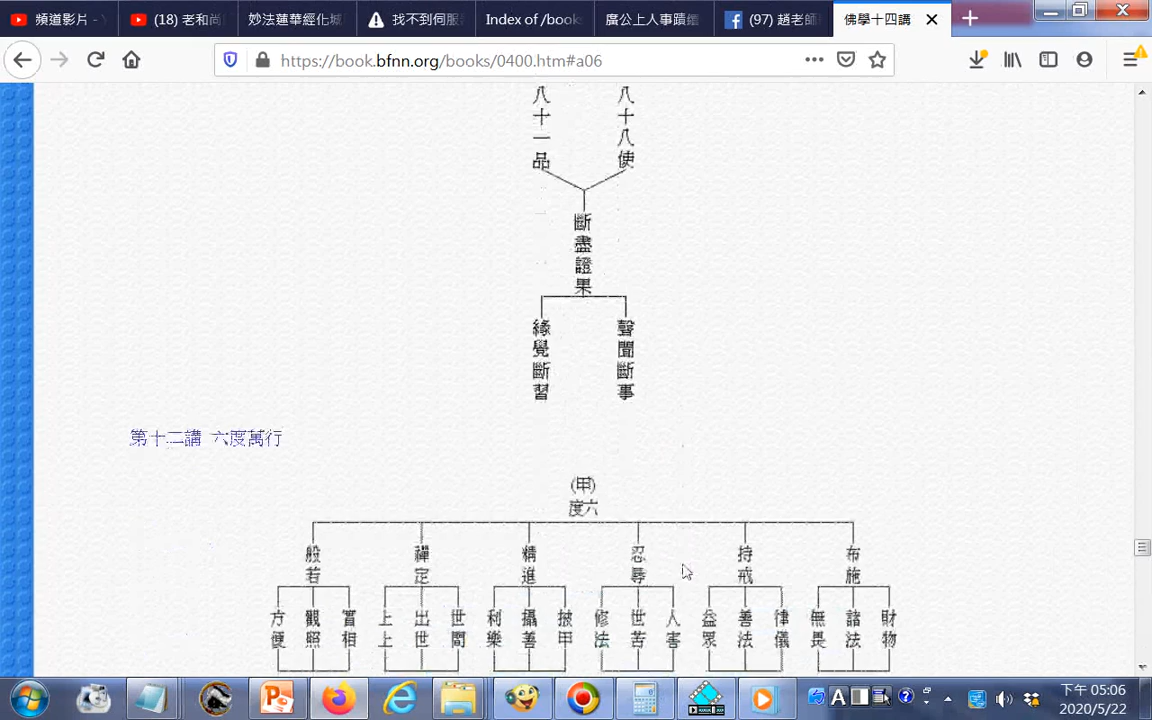 頻道影片 - Y
(18) 老和尚
妙法蓮華經化城
找不到伺服
Index of /book
廣公上人事蹟
(97) 趙老師
佛學十四講
https://book.bfnn.org/books/0400.htm#a06
八十八使
八十一品
斷盡證果
聲聞斷事
緣覺斷習
第十二講 六度萬行
(甲)
度六
布施
持戒
忍辱
精進
禪定
般若
財物
諸法
無畏
律儀
善法
益眾
人害
世苦
修法
披甲
攝善
利樂
世間
出世
上上
實相
觀照
方便
下午 05:06
2020/5/22